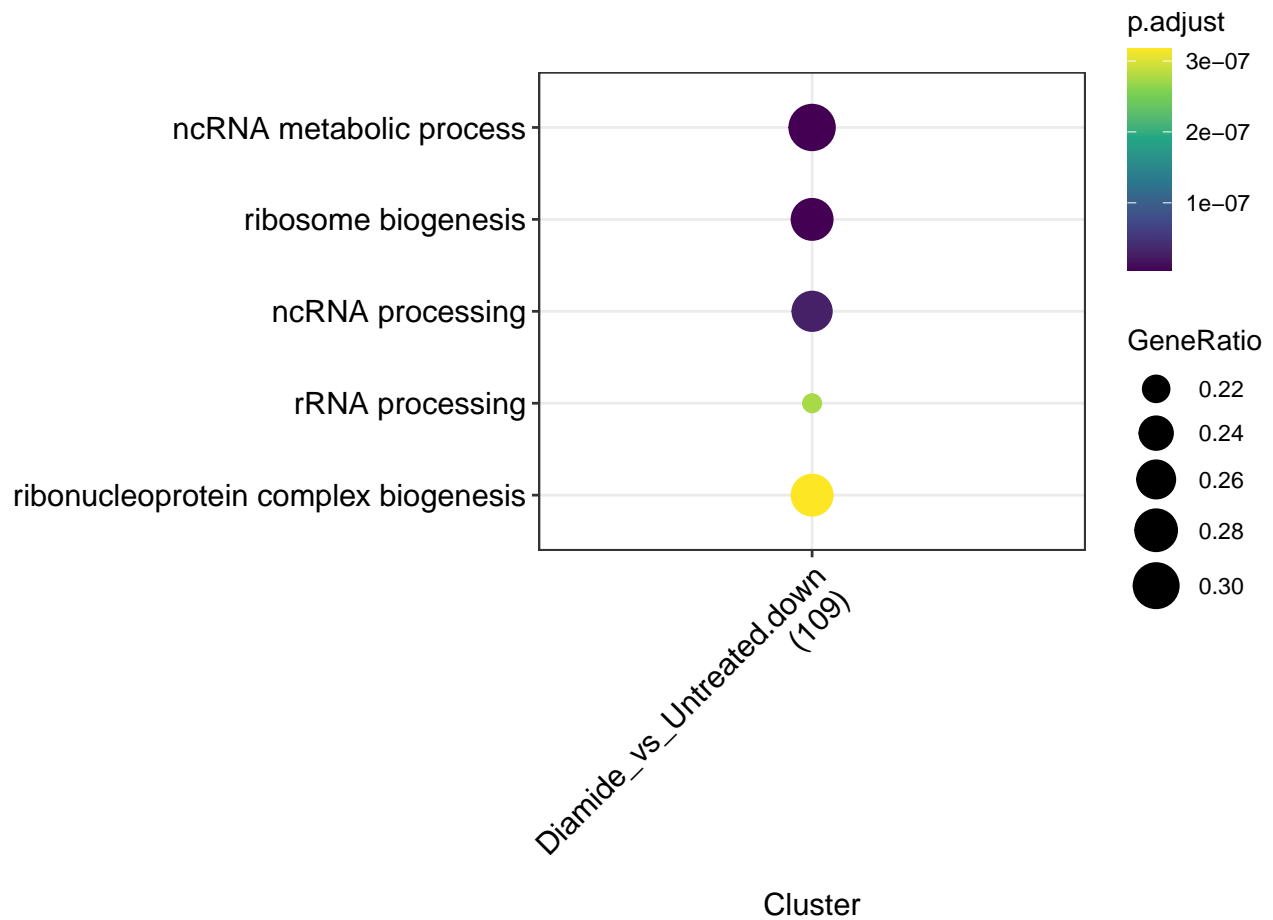 p.adjust
3e−07
2e−07
1e−07
ncRNA metabolic process
ribosome biogenesis
ncRNA processing
rRNA processing
ribonucleoprotein complex biogenesis
GeneRatio
0.22
0.24
0.26
0.28
0.30
Diamide_vs_Untreated.down
(109)
Cluster